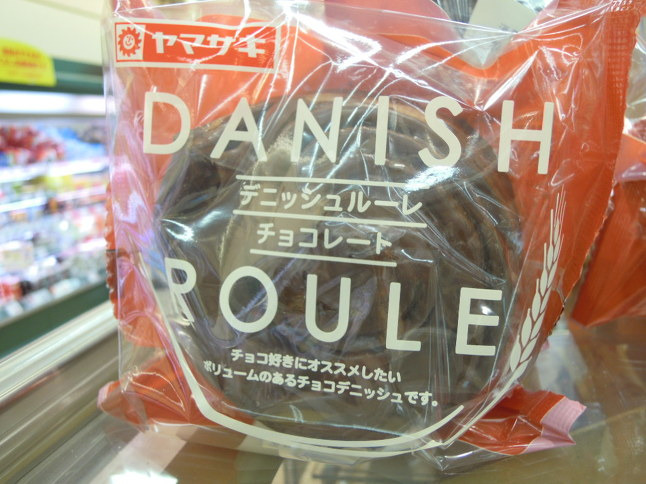 ヤマザキ
DANISH
デニッシュルーレ
チョコレート
ROULE
チョコ好きにオススメしたい
ボリュームのあるチョコデニッシュです。